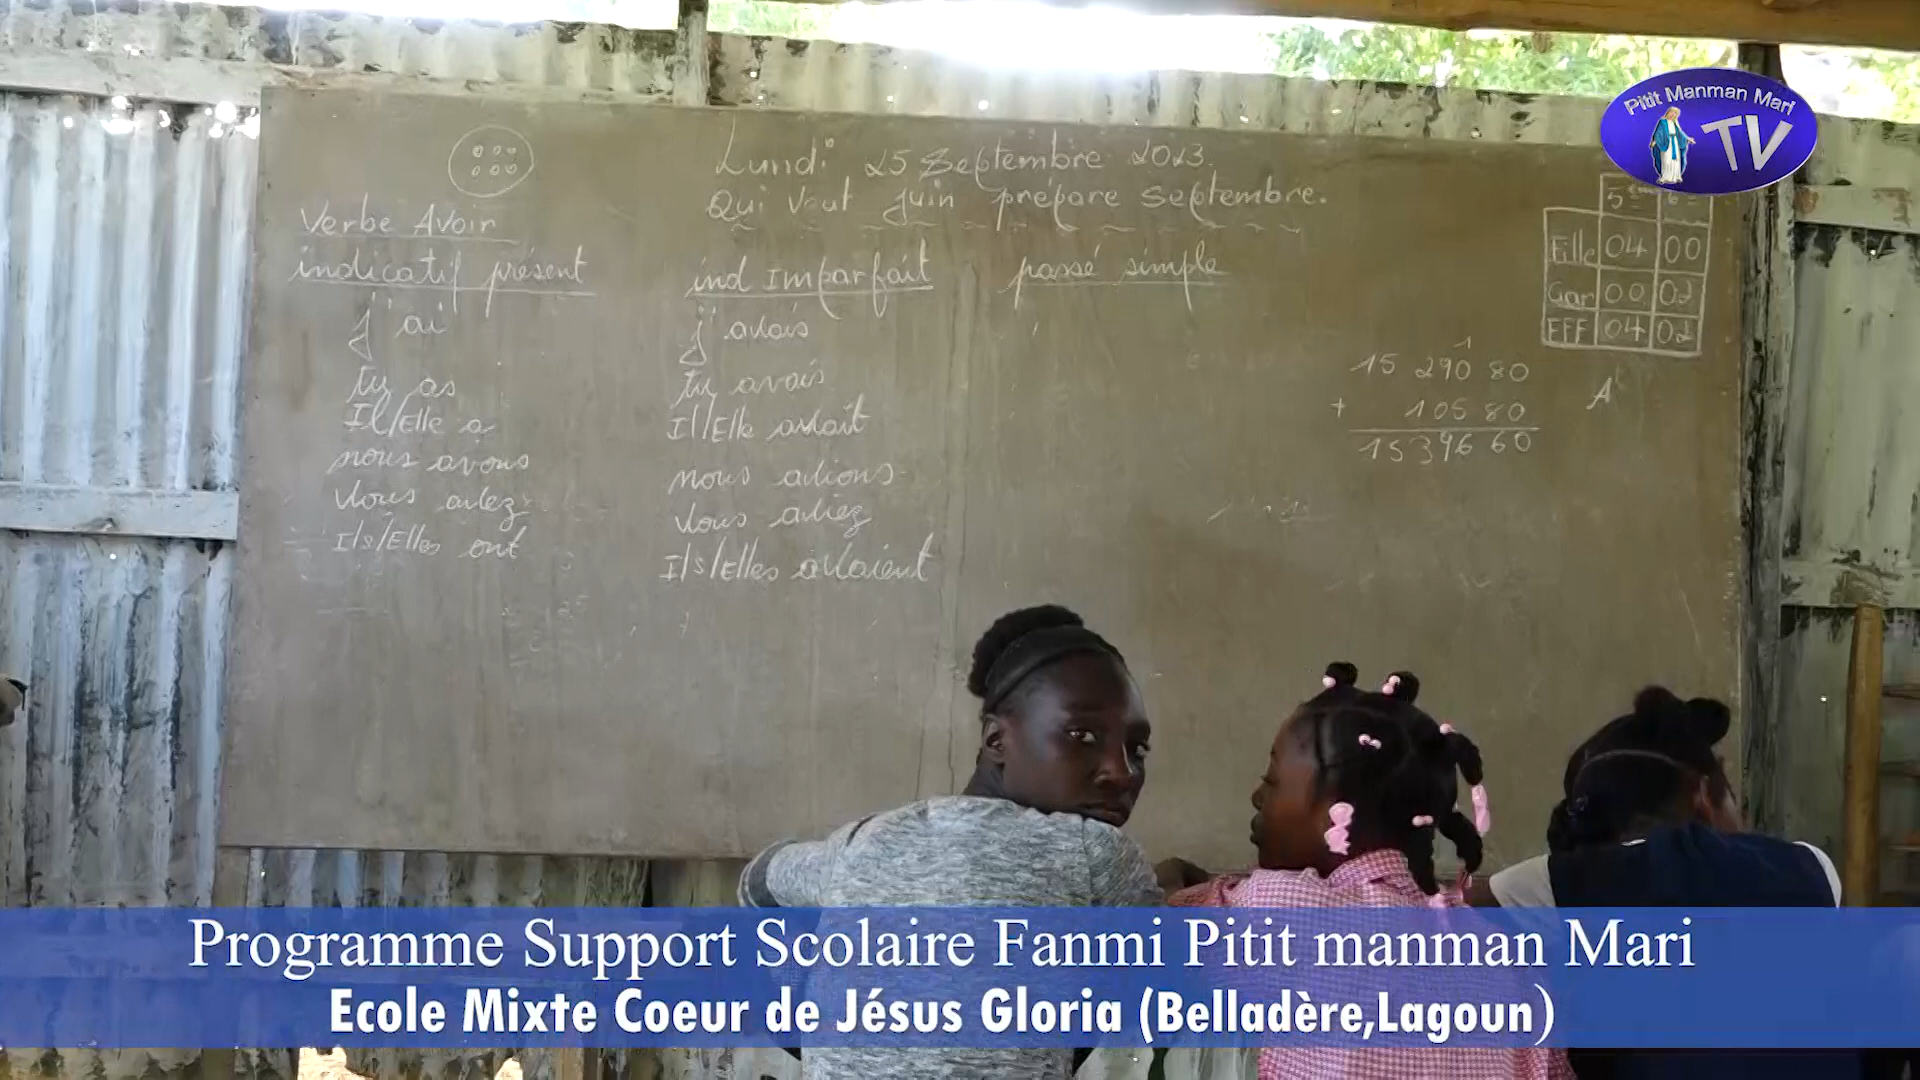 Pitit Manman Mari
TV
Lundi 25 Septembre 2023.
Qui Veut Juin prépare Septembre.
Verbe Avoir
indicatif présent
j'ai
tu as
Il/Elle a
nous avons
Vous avez
Ils/Elles ont
ind Imparfait
j'avais
tu avais
Il/Elle avait
nous avions
Vous aviez
Ils/Elles avaient
passé simple
1
15 290 80
+ 105 80
15396 60
Fille 04 00
Gar 00 02
EFF 04 02
A
Programme Support Scolaire Fanmi Pitit manman Mari
Ecole Mixte Coeur de Jésus Gloria (Belladère,Lagoun)